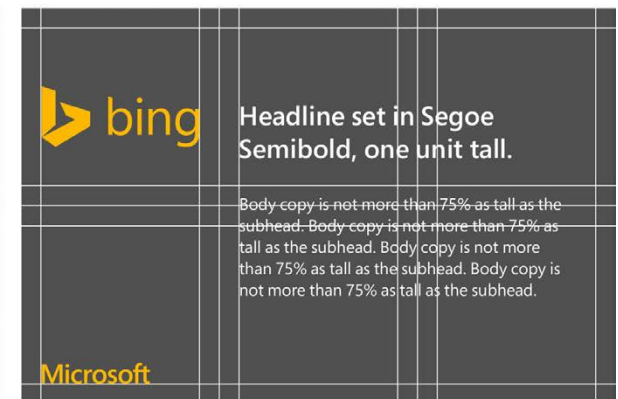 bing
Headline set in Segoe
Semibold, one unit tall.
Body copy is not more than 75% as tall as the
subhead. Body copy is not more than 75% as
tall as the subhead. Body copy is not more
than 75% as tall as the subhead. Body copy is
not more than 75% as tall as the subhead.
Microsoft